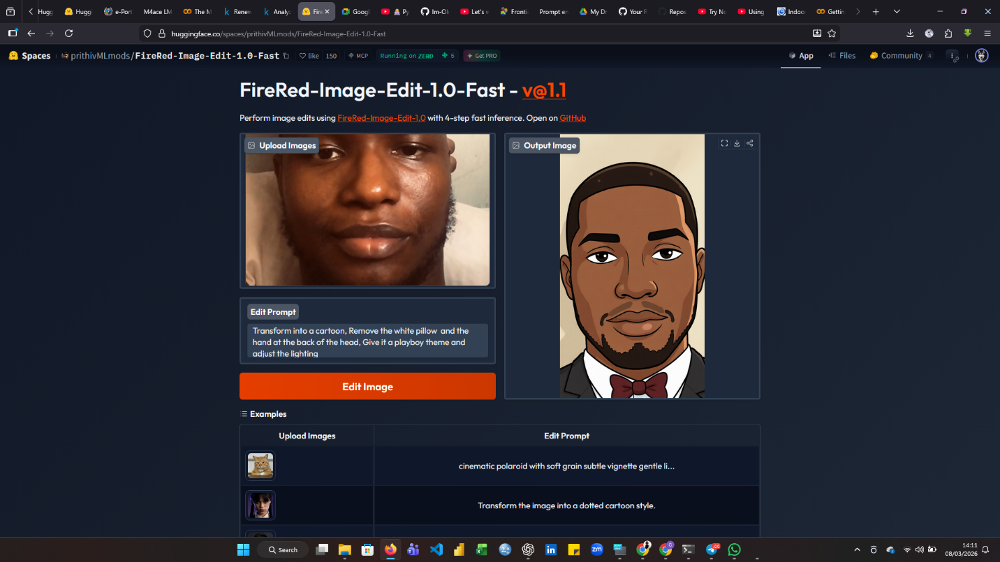 Hugg
Huggi
e-Port
M4ace LM
The M
Renew
Analyz
Fire
Googl
Py
Im-Oli
Let's v
Fronti
Prompt en
My Dr
Your R
Repos
Try No
Using
Indoo
Gettin
huggingface.co/spaces/prithivMLmods/FireRed-Image-Edit-1.0-Fast
Spaces
prithivMLmods/FireRed-Image-Edit-1.0-Fast
like 150
MCP
Running on ZERO 5
Get PRO
App
Files
Community 4
FireRed-Image-Edit-1.0-Fast - v@1.1
Perform image edits using FireRed-Image-Edit-1.0 with 4-step fast inference. Open on GitHub
Upload Images
Output Image
Edit Prompt
Transform into a cartoon, Remove the white pillow and the
hand at the back of the head, Give it a playboy theme and
adjust the lighting
Edit Image
Examples
Upload Images Edit Prompt
cinematic polaroid with soft grain subtle vignette gentle li...
Transform the image into a dotted cartoon style.
Search
zm
14:11
08/03/2026